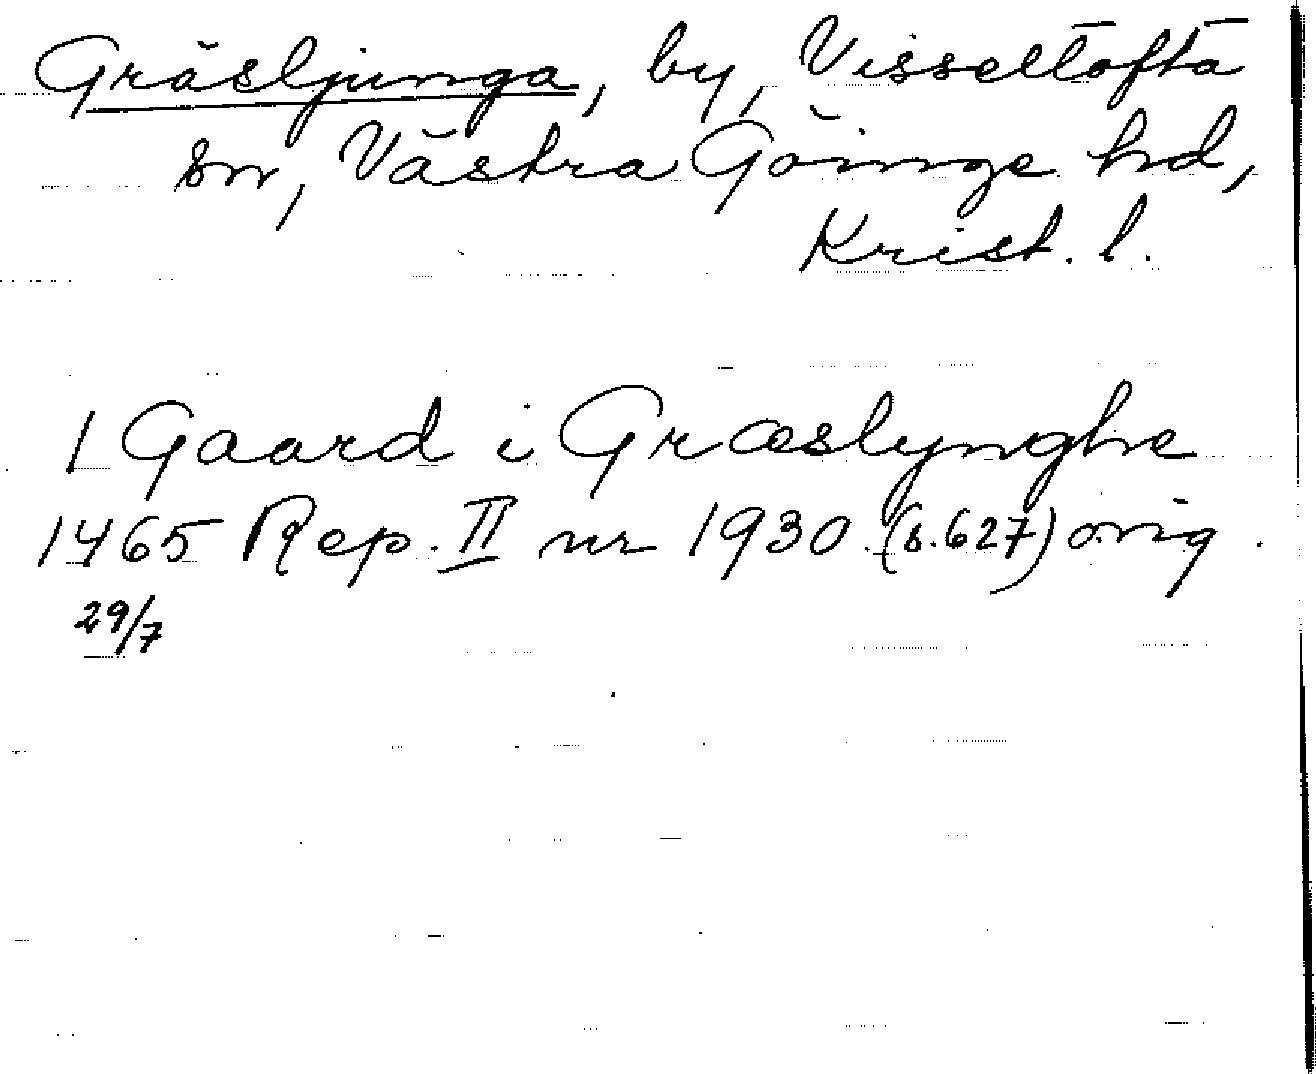 Gräsljunga, by, Visseltofta
sn, Västra Göinge hd,
Krist. l.
1 Gaard i Græslynghe
1465 Rep. II nr 1930 (s. 627) orig.
29/7